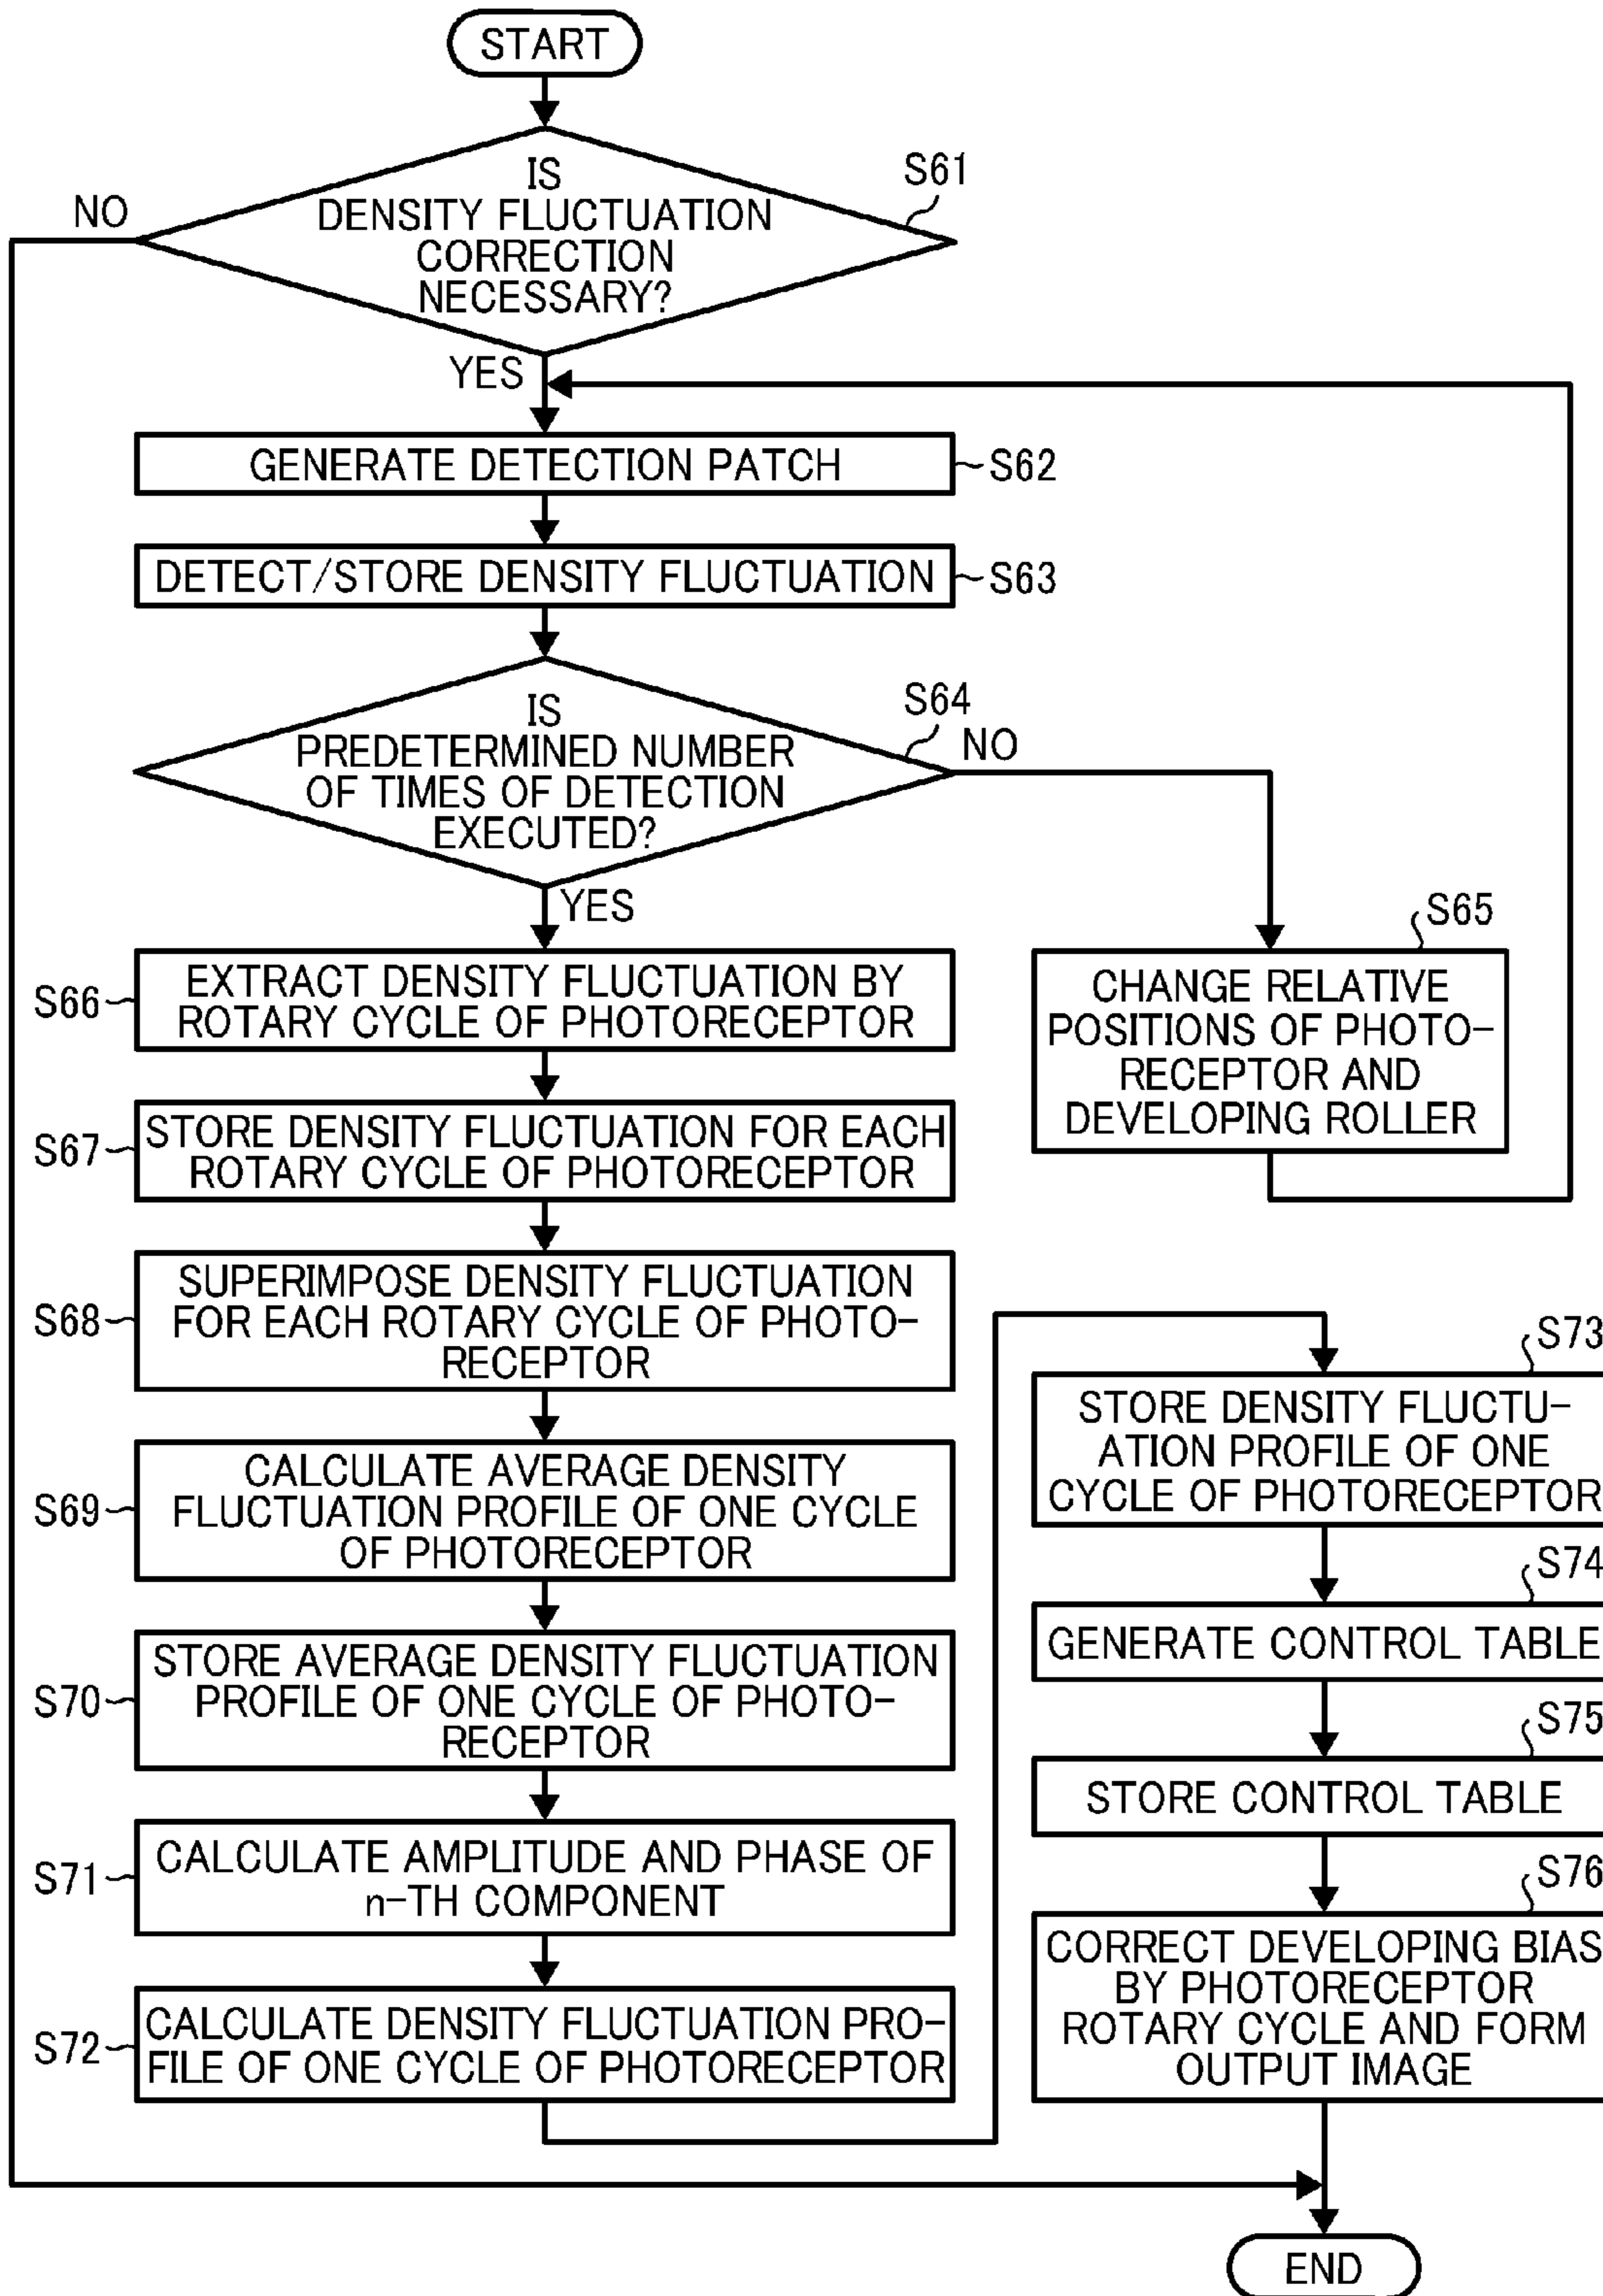 START
IS
DENSITY FLUCTUATION
CORRECTION
NECESSARY?
S61
NO
YES
GENERATE DETECTION PATCH
S62
DETECT/STORE DENSITY FLUCTUATION
S63
IS
PREDETERMINED NUMBER
OF TIMES OF DETECTION
EXECUTED?
S64
NO
YES
S65
CHANGE RELATIVE
POSITIONS OF PHOTO-
RECEPTOR AND
DEVELOPING ROLLER
S66
EXTRACT DENSITY FLUCTUATION BY
ROTARY CYCLE OF PHOTORECEPTOR
S67
STORE DENSITY FLUCTUATION FOR EACH
ROTARY CYCLE OF PHOTORECEPTOR
S68
SUPERIMPOSE DENSITY FLUCTUATION
FOR EACH ROTARY CYCLE OF PHOTO-
RECEPTOR
S69
CALCULATE AVERAGE DENSITY
FLUCTUATION PROFILE OF ONE CYCLE
OF PHOTORECEPTOR
S70
STORE AVERAGE DENSITY FLUCTUATION
PROFILE OF ONE CYCLE OF PHOTO-
RECEPTOR
S71
CALCULATE AMPLITUDE AND PHASE OF
n-TH COMPONENT
S72
CALCULATE DENSITY FLUCTUATION PRO-
FILE OF ONE CYCLE OF PHOTORECEPTOR
S73
STORE DENSITY FLUCTU-
ATION PROFILE OF ONE
CYCLE OF PHOTORECEPTOR
S74
GENERATE CONTROL TABLE
S75
STORE CONTROL TABLE
S76
CORRECT DEVELOPING BIAS
BY PHOTORECEPTOR
ROTARY CYCLE AND FORM
OUTPUT IMAGE
END